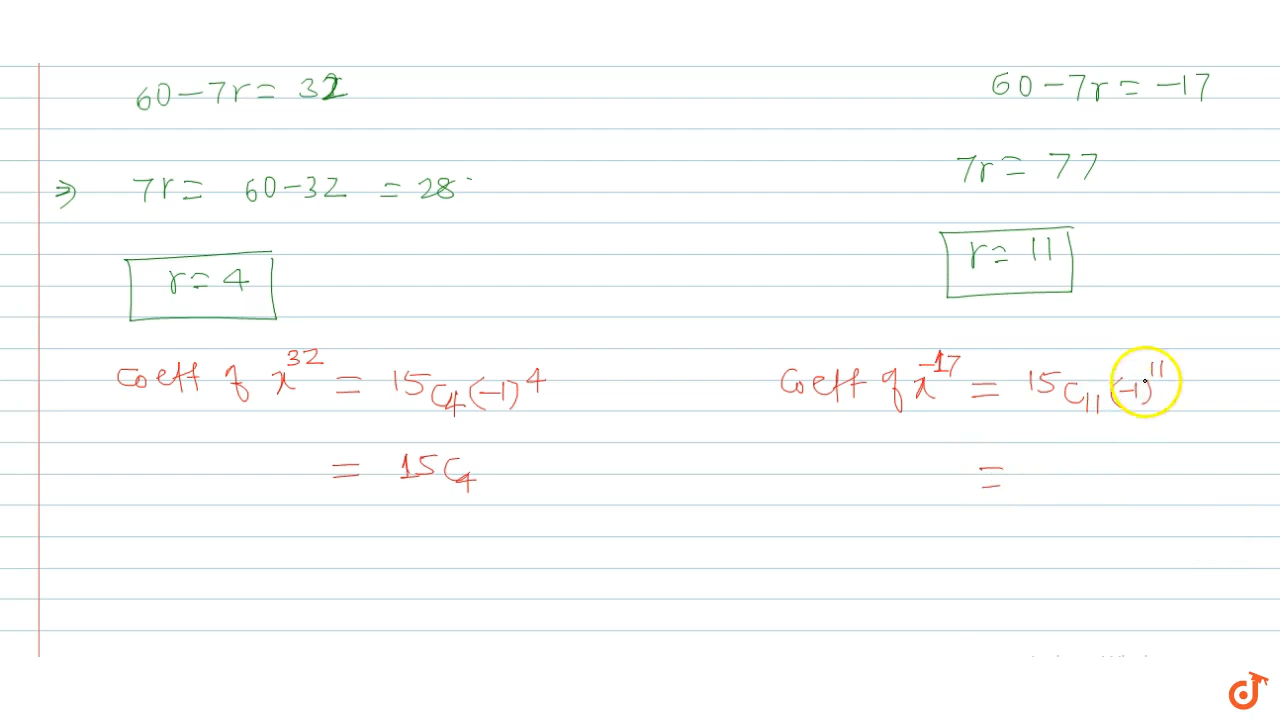 60-7r= 32
60-7r= -17
⇒ 7r= 60-32 =28
7r= 77
r=4
r=11
Coeff of x^32 = 15C4 (-1)^4
Coeff of x^-17 = 15C11 (-1)^11
= 15C4
=